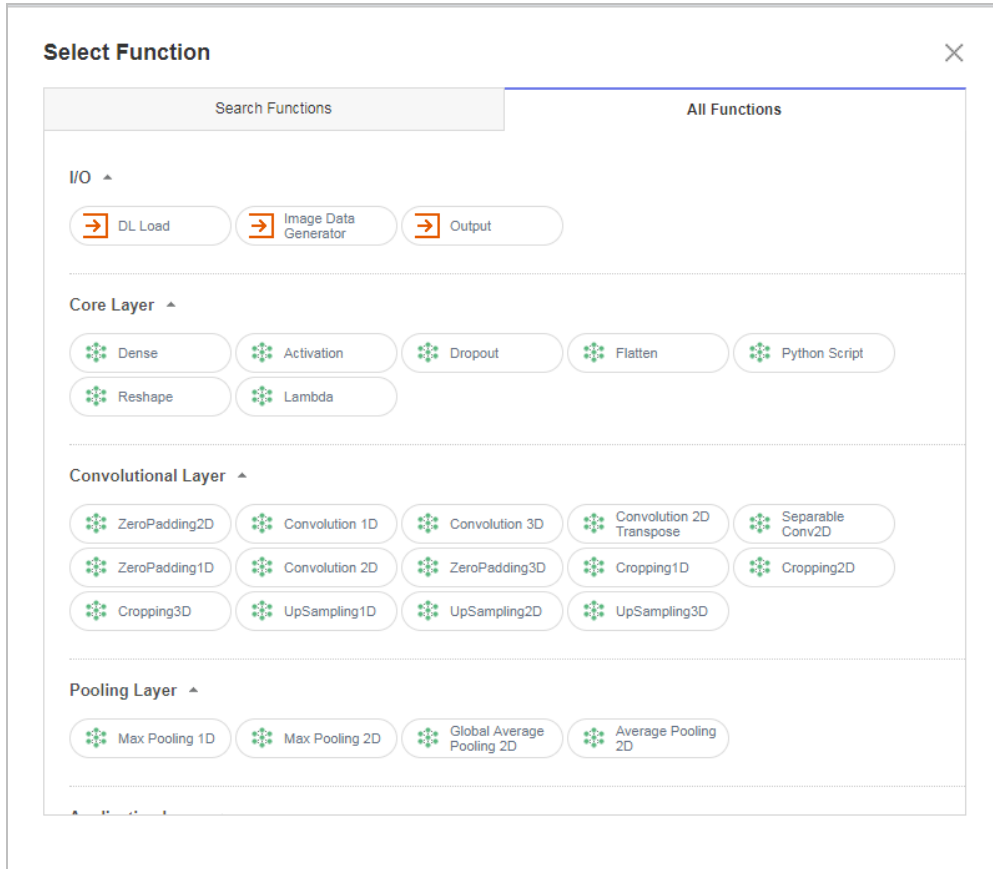 Select Function
Search Functions
All Functions
I/O
DL Load
Image Data
Generator
Output
Core Layer
Dense
Activation
Dropout
Flatten
Python Script
Reshape
Lambda
Convolutional Layer
ZeroPadding2D
Convolution 1D
Convolution 3D
Convolution 2D
Transpose
Separable
Conv2D
ZeroPadding1D
Convolution 2D
ZeroPadding3D
Cropping1D
Cropping2D
Cropping3D
UpSampling1D
UpSampling2D
UpSampling3D
Pooling Layer
Max Pooling 1D
Max Pooling 2D
Global Average
Pooling 2D
Average Pooling
2D